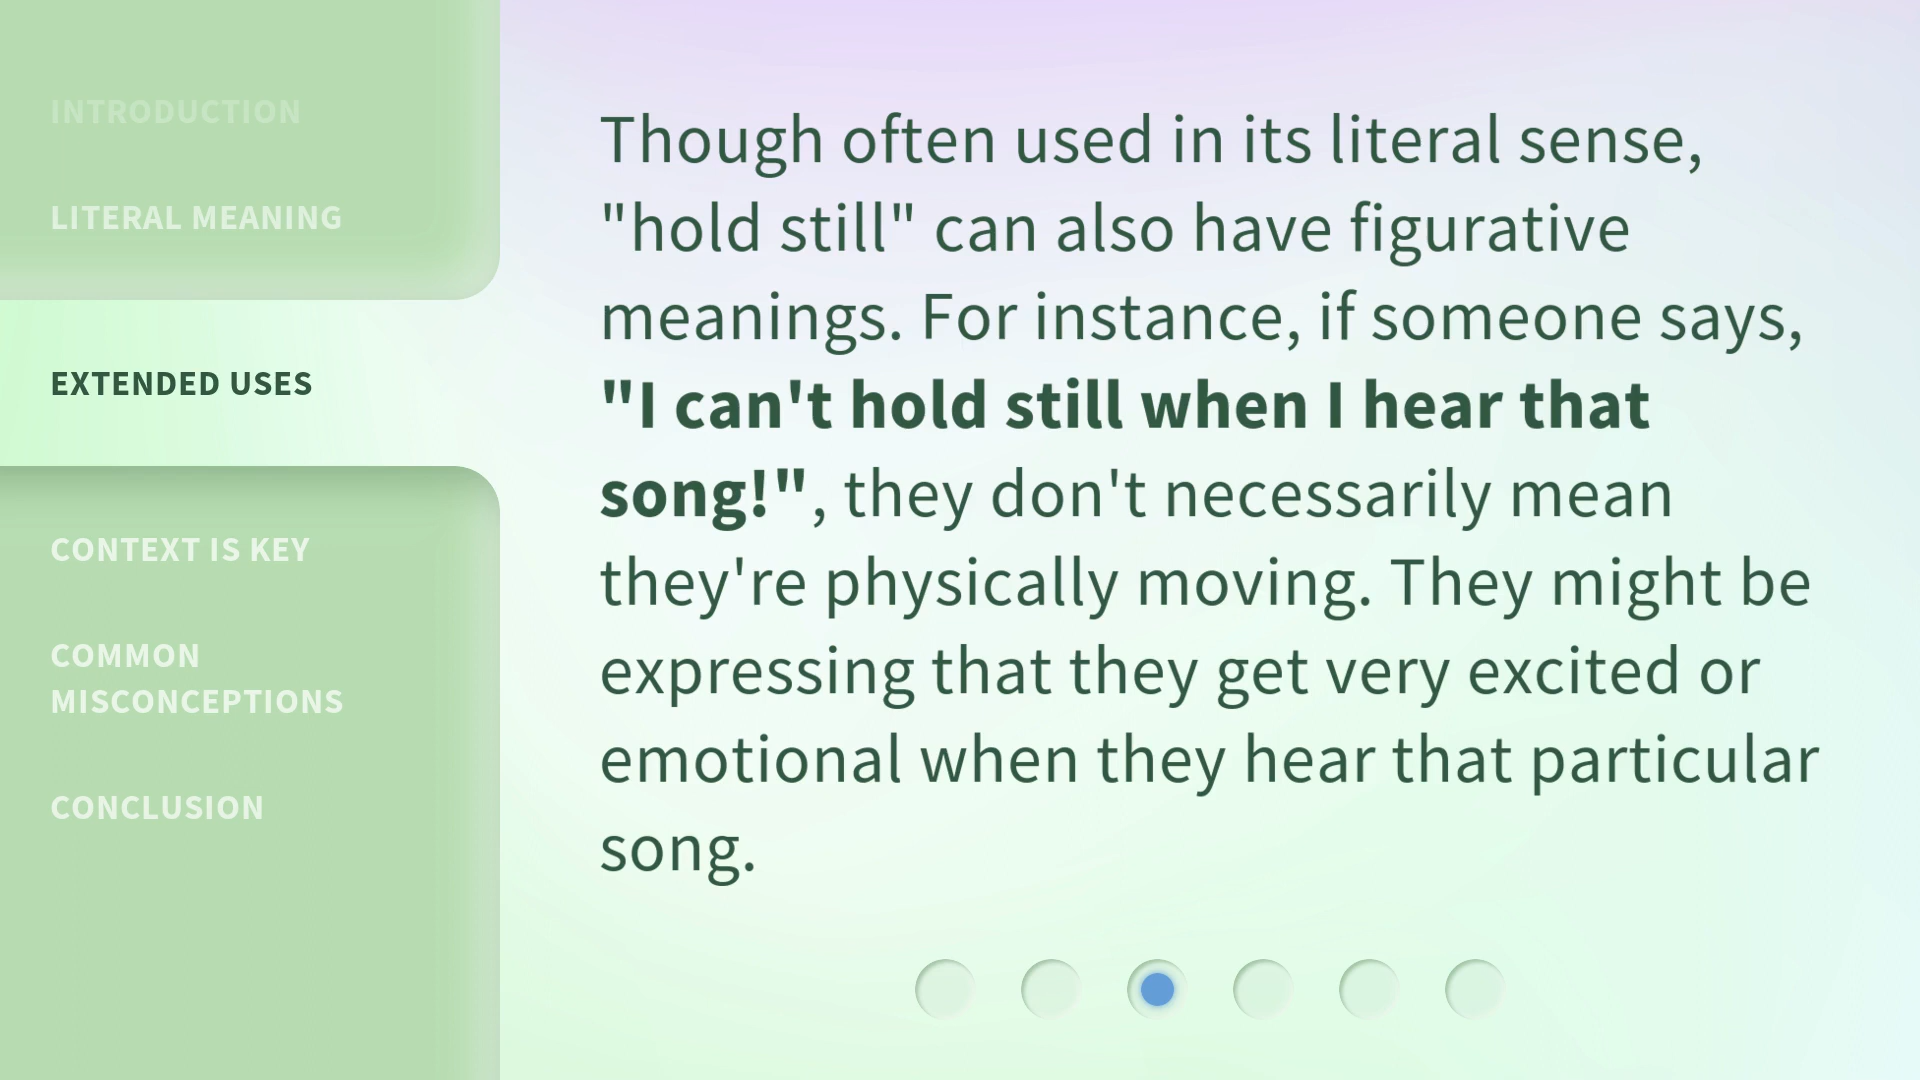 INTRODUCTION
LITERAL MEANING
EXTENDED USES
CONTEXT IS KEY
COMMON
MISCONCEPTIONS
CONCLUSION
Though often used in its literal sense,
"hold still" can also have figurative
meanings. For instance, if someone says,
"I can't hold still when I hear that
song!", they don't necessarily mean
they're physically moving. They might be
expressing that they get very excited or
emotional when they hear that particular
song.